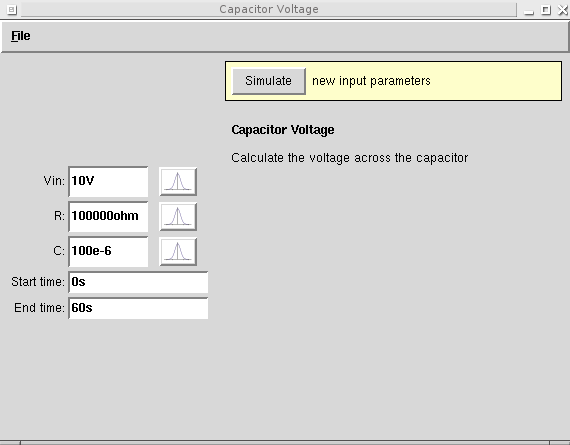 Capacitor Voltage
File
Simulate new input parameters
Capacitor Voltage
Calculate the voltage across the capacitor
Vin: 10V
R: 100000ohm
C: 100e-6
Start time: 0s
End time: 60s